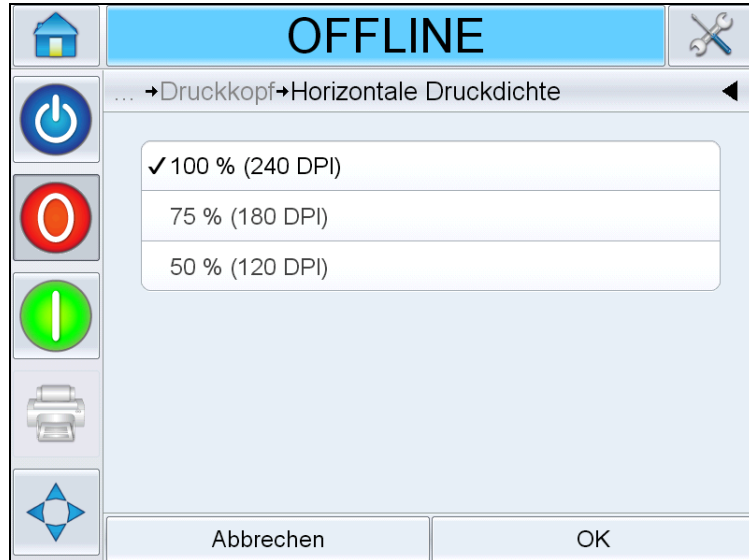 OFFLINE
... →Druckkopf→Horizontale Druckdichte
✓100 % (240 DPI)
75 % (180 DPI)
50 % (120 DPI)
Abbrechen
OK